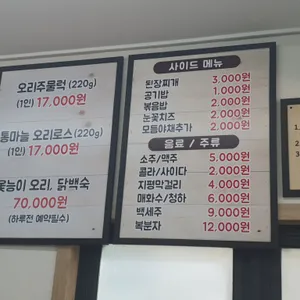 오리주물럭 (220g)
(1인) 17,000원
통마늘 오리로스 (220g)
(1인) 17,000원
능이 오리, 닭백숙
70,000원
(하루전 예약필수)
사이드 메뉴
된장찌개 3,000원
공기밥 1,000원
볶음밥 2,000원
눈꽃치즈 2,000원
모듬야채추가 2,000원
음료 / 주류
소주/맥주 5,000원
콜라/사이다 2,000원
지평막걸리 4,000원
매화수/청하 6,000원
백세주 9,000원
복분자 12,000원